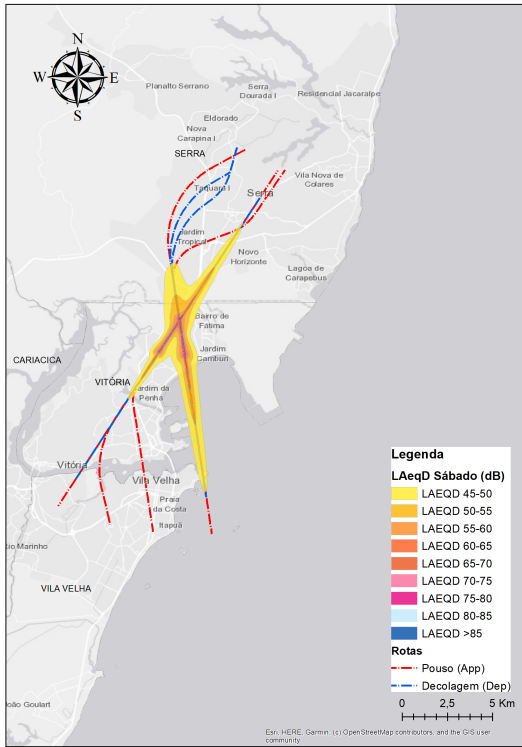 N
W E
S
Planalto Serrano
Serra
Dourada I
Residencial Jacaraípe
Eldorado
Nova
Carapina I
SERRA
Vila Nova de
Colares
Taquara I
Serra
Jardim
Tropical
Novo
Horizonte
Lagoa de
Carapebus
Bairro de
Fátima
Jardim
Camburi
CARIACICA
VITÓRIA
Jardim da
Penha
Vitória
Vila Velha
Praia
da Costa
Itapuã
Rio Marinho
VILA VELHA
João Goulart
Legenda
LAeqD Sábado (dB)
LAEQD 45-50
LAEQD 50-55
LAEQD 55-60
LAEQD 60-65
LAEQD 65-70
LAEQD 70-75
LAEQD 75-80
LAEQD 80-85
LAEQD >85
Rotas
Pouso (App)
Decolagem (Dep)
0 2,5 5 Km
Esri, HERE, Garmin, (c) OpenStreetMap contributors, and the GIS user
community